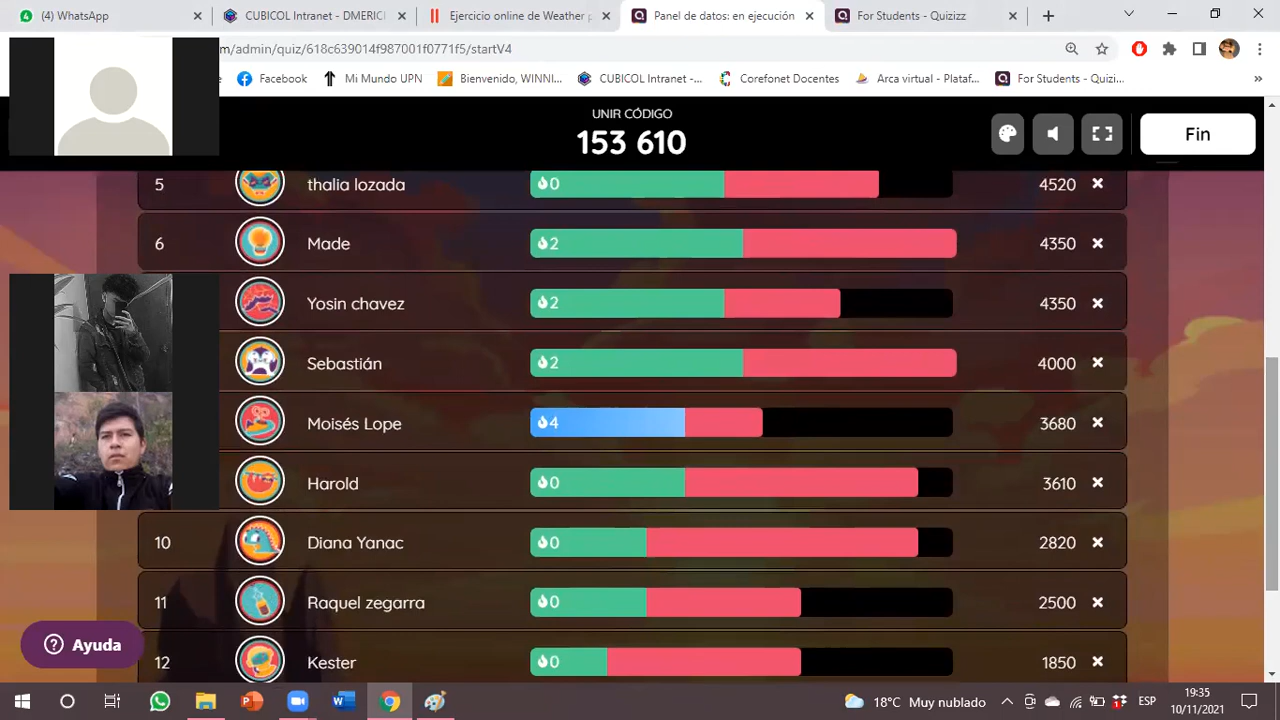 (4) WhatsApp
CUBICOL Intranet - DMERICI
Ejercicio online de Weather p
Panel de datos: en ejecución
For Students - Quizizz
m/admin/quiz/618c639014f987001f0771f5/startV4
Facebook
Mi Mundo UPN
Bienvenido, WINNI...
CUBICOL Intranet -...
Corefonet Docentes
Arca virtual - Plataf...
For Students - Quizi...
»
UNIR CÓDIGO
153 610
Fin
5 thalia lozada 0 4520
6 Made 2 4350
Yosin chavez 2 4350
Sebastián 2 4000
Moisés Lope 4 3680
Harold 0 3610
10 Diana Yanac 0 2820
11 Raquel zegarra 0 2500
12 Kester 0 1850
Ayuda
18°C Muy nublado
ESP
19:35
10/11/2021